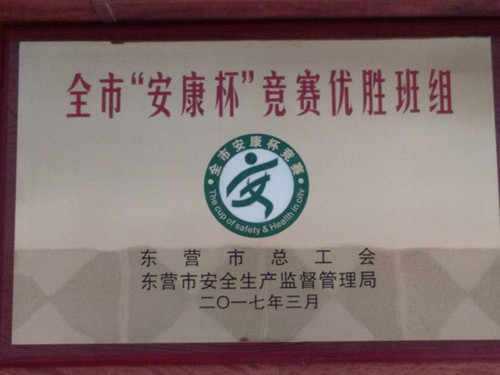 全市“安康杯”竞赛优胜班组
·全市安康杯竞赛·
The cup of safety & Health in city
东营市总工会
东营市安全生产监督管理局
二〇一七年三月